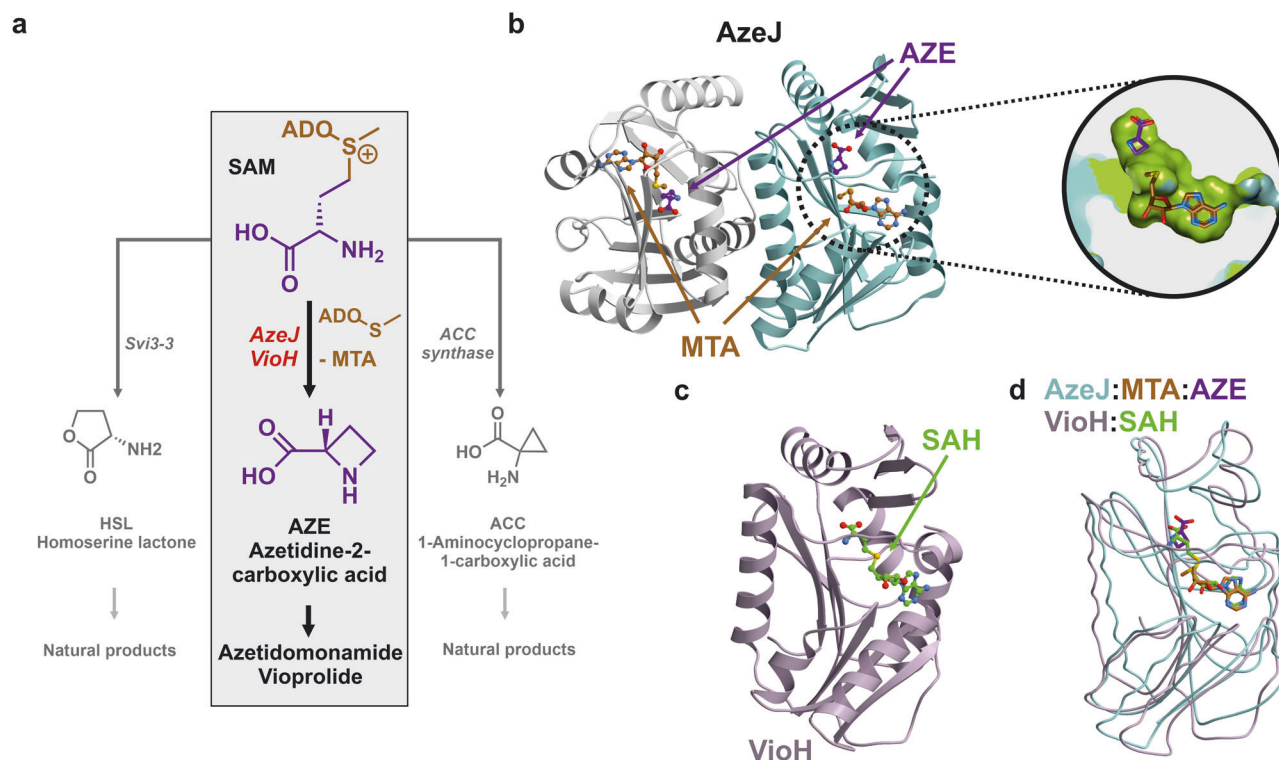 a
SAM
ADO
S
⊕
HO
O
NH₂
Svi3-3
AzeJ
VioH
ADO
S
- MTA
ACC
synthase
O
O
NH2
HSL
Homoserine lactone
Natural products
O
HO
H
N
H
AZE
Azetidine-2-
carboxylic acid
Azetidomonamide
Vioprolide
O
HO
H₂N
ACC
1-Aminocyclopropane-
1-carboxylic acid
Natural products
b
AzeJ
AZE
MTA
c
SAH
VioH
d
AzeJ:MTA:AZE
VioH:SAH